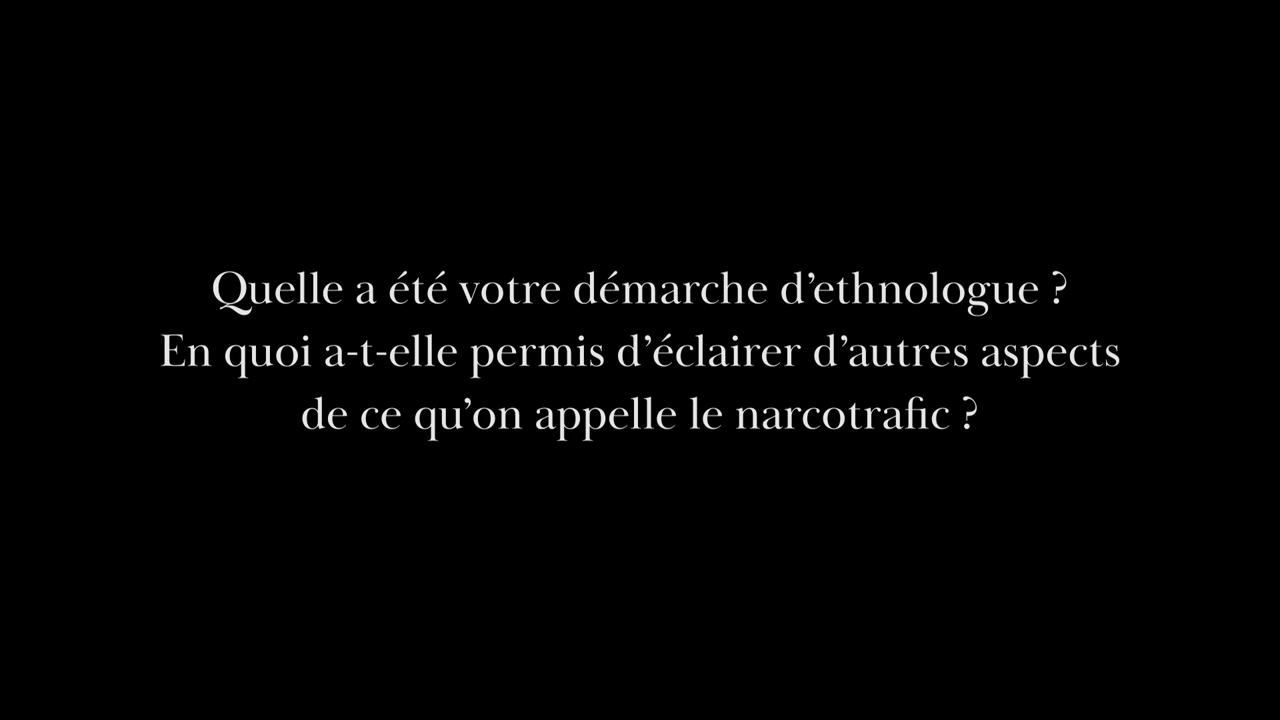 Quelle a été votre démarche d’ethnologue ?
En quoi a-t-elle permis d’éclairer d’autres aspects
de ce qu’on appelle le narcotrafic ?